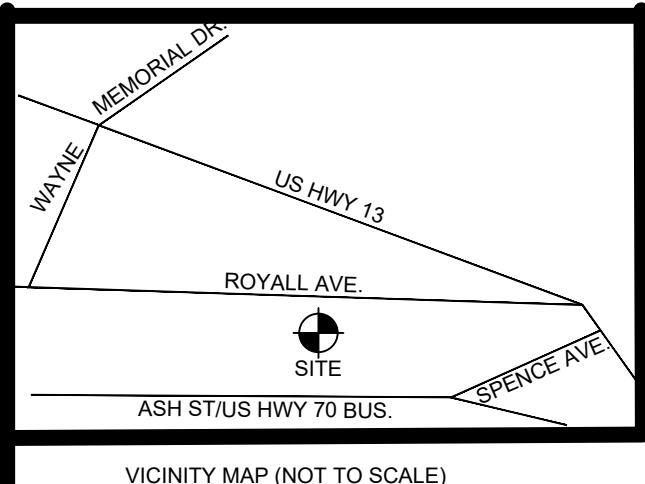 MEMORIAL DR.
WAYNE
US HWY 13
ROYALL AVE.
SITE
SPENCE AVE.
ASH ST/US HWY 70 BUS.
VICINITY MAP (NOT TO SCALE)